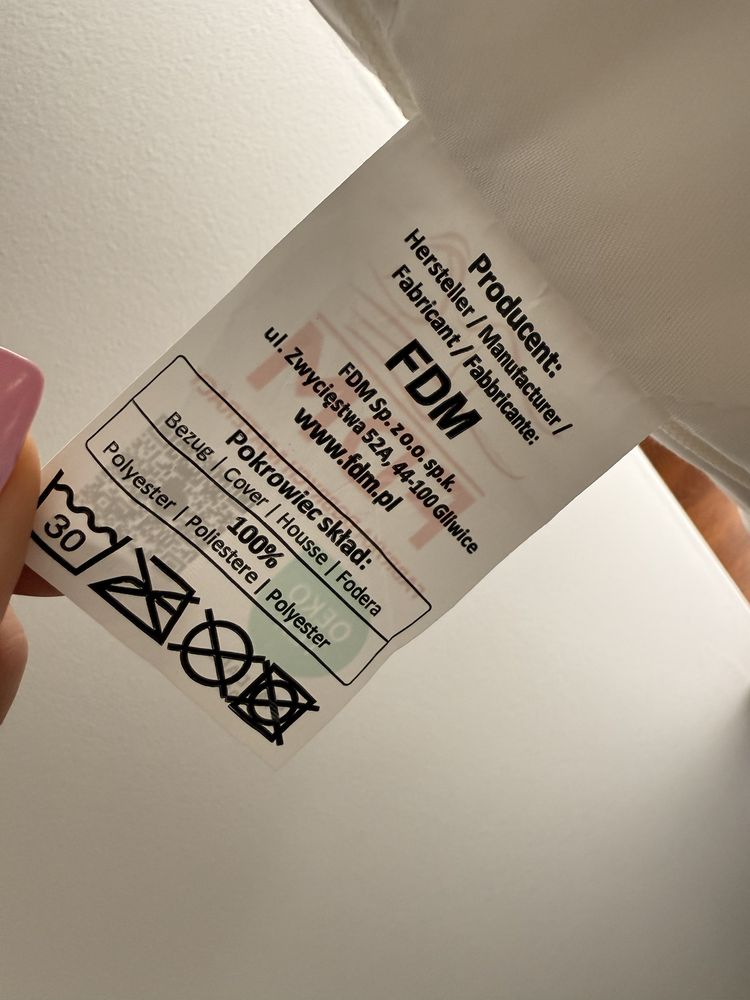 Producent:
Hersteller / Manufacturer /
Fabricant / Fabbricante:
FDM
FDM Sp. z o.o. sp.k.
ul. Zwycięstwa 52A, 44-100 Gliwice
www.fdm.pl
Pokrowiec skład:
Bezug | Cover | Housse | Fodera
100%
Polyester | Poliestere | Polyester
30
OEKO